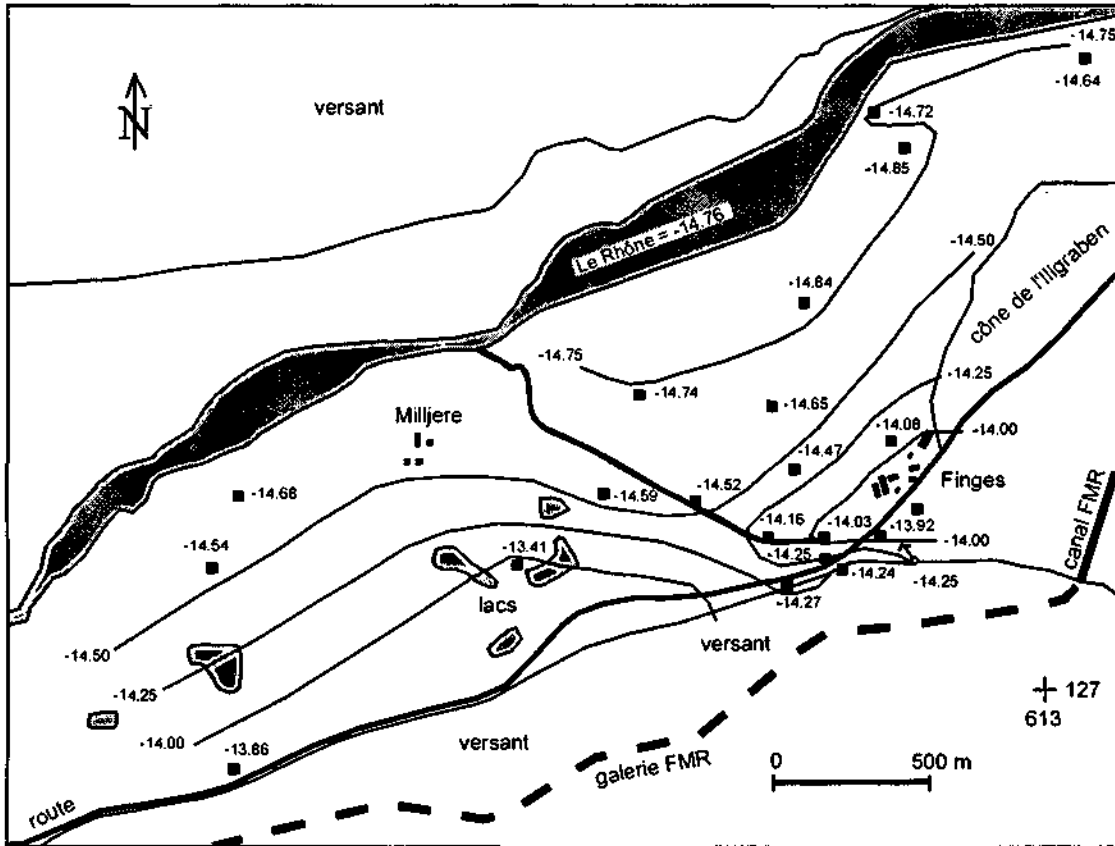 -14.75
-14.64
N
versant
-14.72
-14.85
Le Rhône = -14.76
-14.50
cône de l'Illgraben
-14.84
-14.75
-14.74
-14.65
-14.25
Milljere
-14.08
-14.00
-14.47
Finges
-14.68
-14.59
-14.52
canal FMR
-14.16
-14.03
-13.92
-14.00
-14.54
-13.41
-14.25
-14.24
-14.25
-14.27
lacs
versant
-14.50
-14.25
127
613
-14.00
versant
-13.86
galerie FMR
0 500 m
route